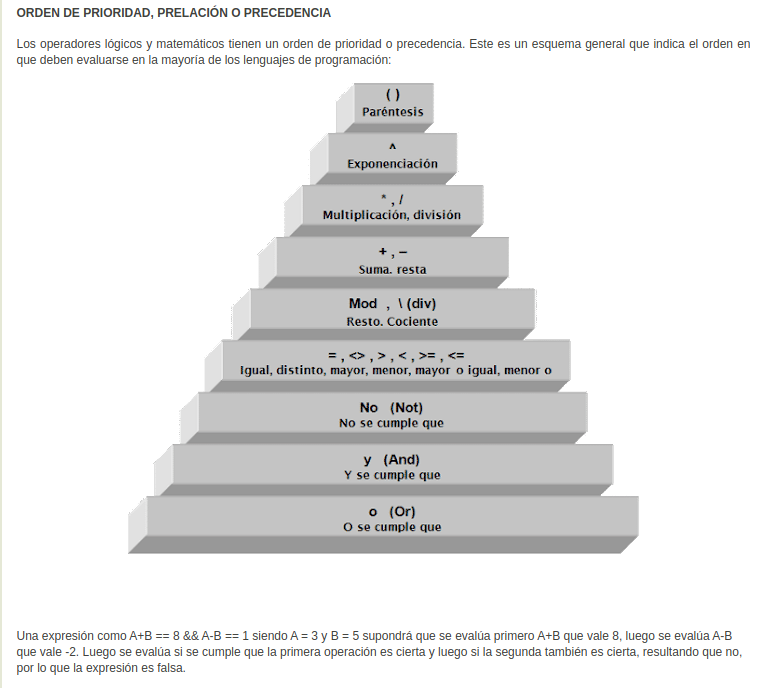 ORDEN DE PRIORIDAD, PRELACIÓN O PRECEDENCIA
Los operadores lógicos y matemáticos tienen un orden de prioridad o precedencia. Este es un esquema general que indica el orden en
que deben evaluarse en la mayoría de los lenguajes de programación:
( )
Paréntesis
^
Exponenciación
* , /
Multiplicación, división
+ , –
Suma. resta
Mod , \ (div)
Resto. Cociente
= , <> , > , < , >= , <=
Igual, distinto, mayor, menor, mayor o igual, menor o
No (Not)
No se cumple que
y (And)
Y se cumple que
o (Or)
O se cumple que
Una expresión como A+B == 8 && A-B == 1 siendo A = 3 y B = 5 supondrá que se evalúa primero A+B que vale 8, luego se evalúa A-B
que vale -2. Luego se evalúa si se cumple que la primera operación es cierta y luego si la segunda también es cierta, resultando que no,
por lo que la expresión es falsa.